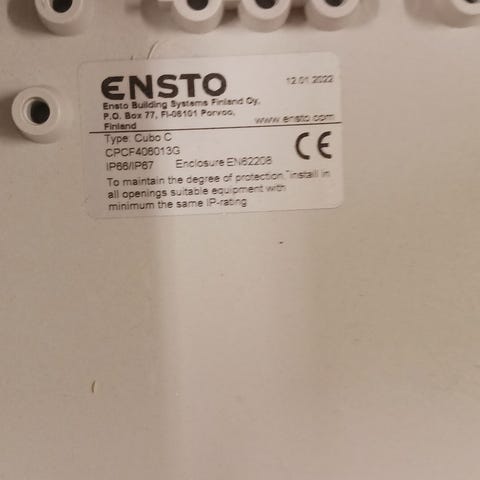 ENSTO
12.01.2022
Ensto Building Systems Finland Oy,
P.O. Box 77, FI-06101 Porvoo,
Finland
www.ensto.com
Type: Cubo C
CPCF406013G
IP66/IP67 Enclosure EN62208
CE
To maintain the degree of protection, install in
all openings suitable equipment with
minimum the same IP-rating